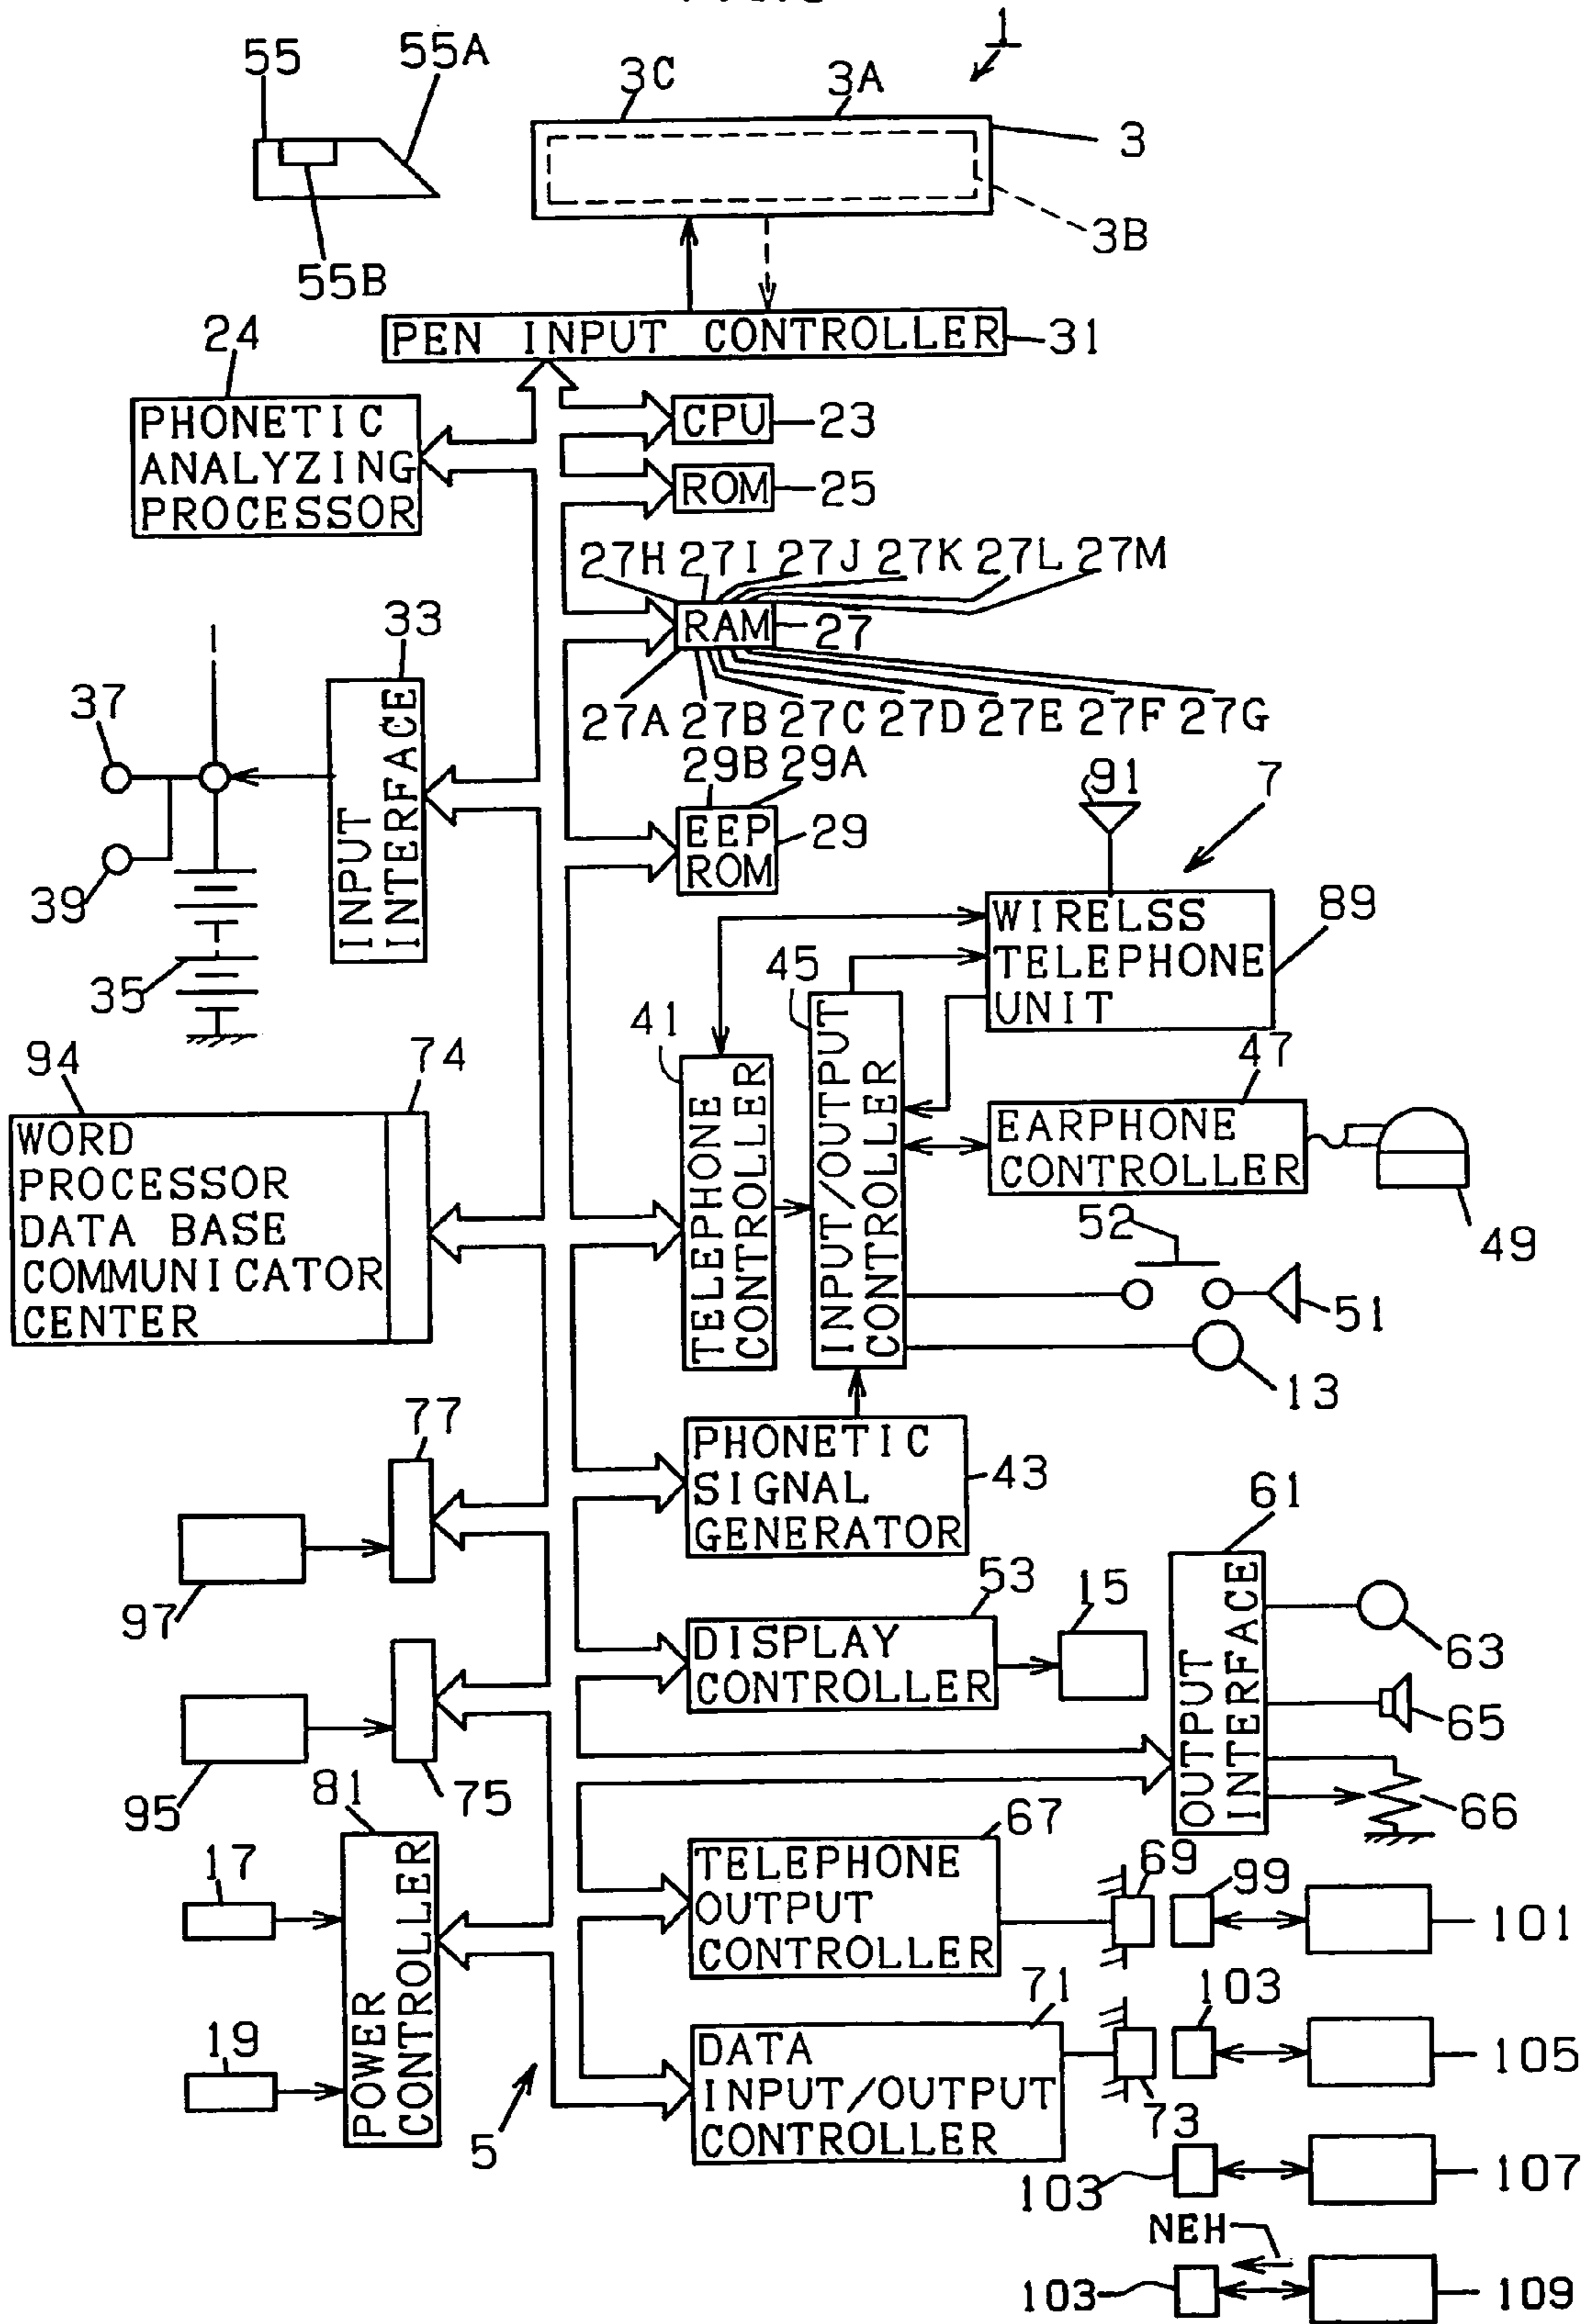 1
55
55A
3C
3A
3
3B
55B
24
PEN INPUT CONTROLLER
31
PHONETIC
ANALYZING
PROCESSOR
CPU
23
ROM
25
27H 27I 27J 27K 27L 27M
RAM
27
27A 27B 27C 27D 27E 27F 27G
33
INPUT
INTERFACE
37
39
35
29B 29A
EEP
ROM
29
91
7
WIRELSS
TELEPHONE
UNIT
89
45
41
INPUT/OUTPUT
CONTROLLER
TELEPHONE
CONTROLLER
47
EARPHONE
CONTROLLER
49
94
74
WORD
PROCESSOR
DATA BASE
COMMUNICATOR
CENTER
52
51
13
77
97
PHONETIC
SIGNAL
GENERATOR
43
61
53
15
DISPLAY
CONTROLLER
OUTPUT
INTERFACE
63
65
66
95
75
81
17
POWER
CONTROLLER
19
67
TELEPHONE
OUTPUT
CONTROLLER
69
99
101
71
DATA
INPUT/OUTPUT
CONTROLLER
103
105
73
5
103
107
NEH
103
109